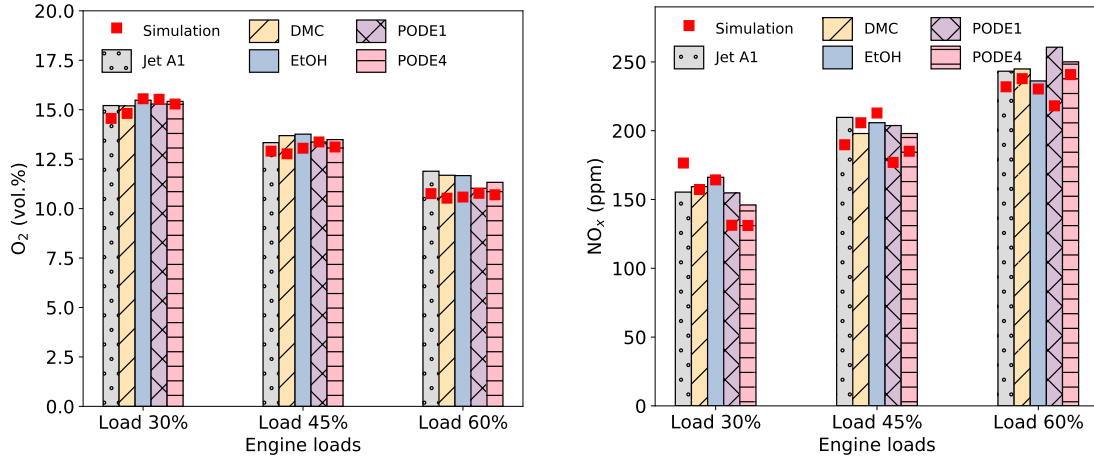 20.0
17.5
15.0
12.5
10.0
7.5
5.0
2.5
0.0
O₂ (vol.%)
Simulation
Jet A1
DMC
EtOH
PODE1
PODE4
Load 30%
Load 45%
Load 60%
Engine loads
250
200
150
100
50
0
NOₓ (ppm)
Simulation
Jet A1
DMC
EtOH
PODE1
PODE4
Load 30%
Load 45%
Load 60%
Engine loads